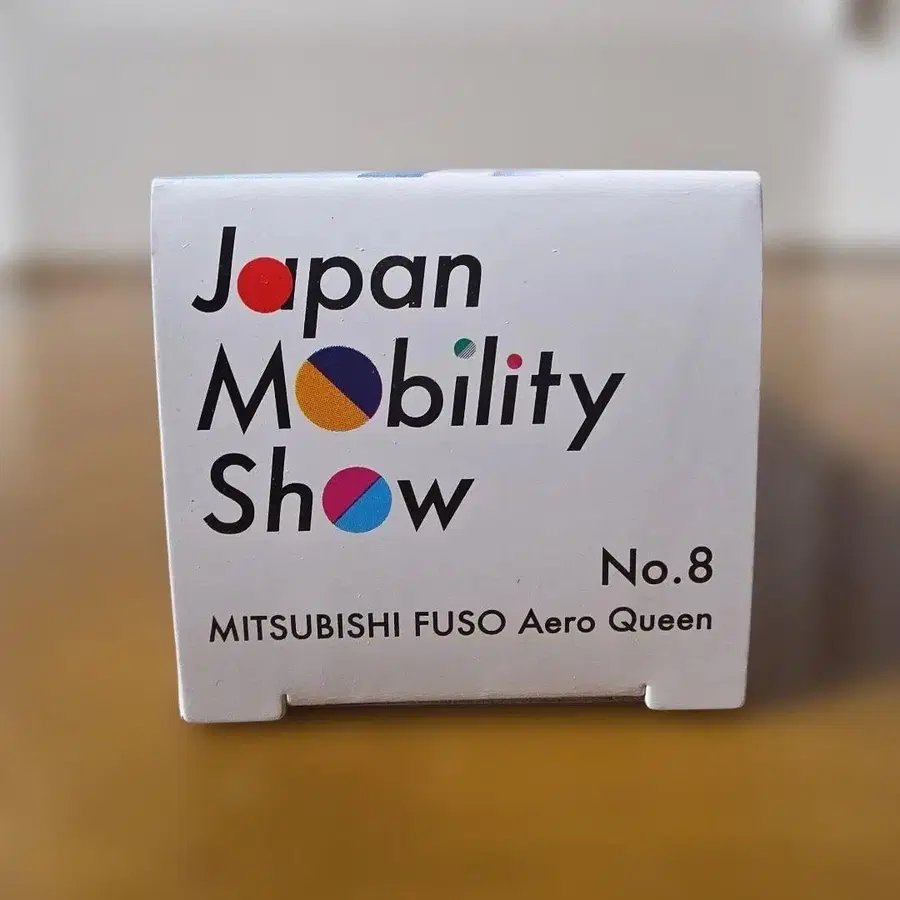 Japan
Mobility
Show
No.8
MITSUBISHI FUSO Aero Queen